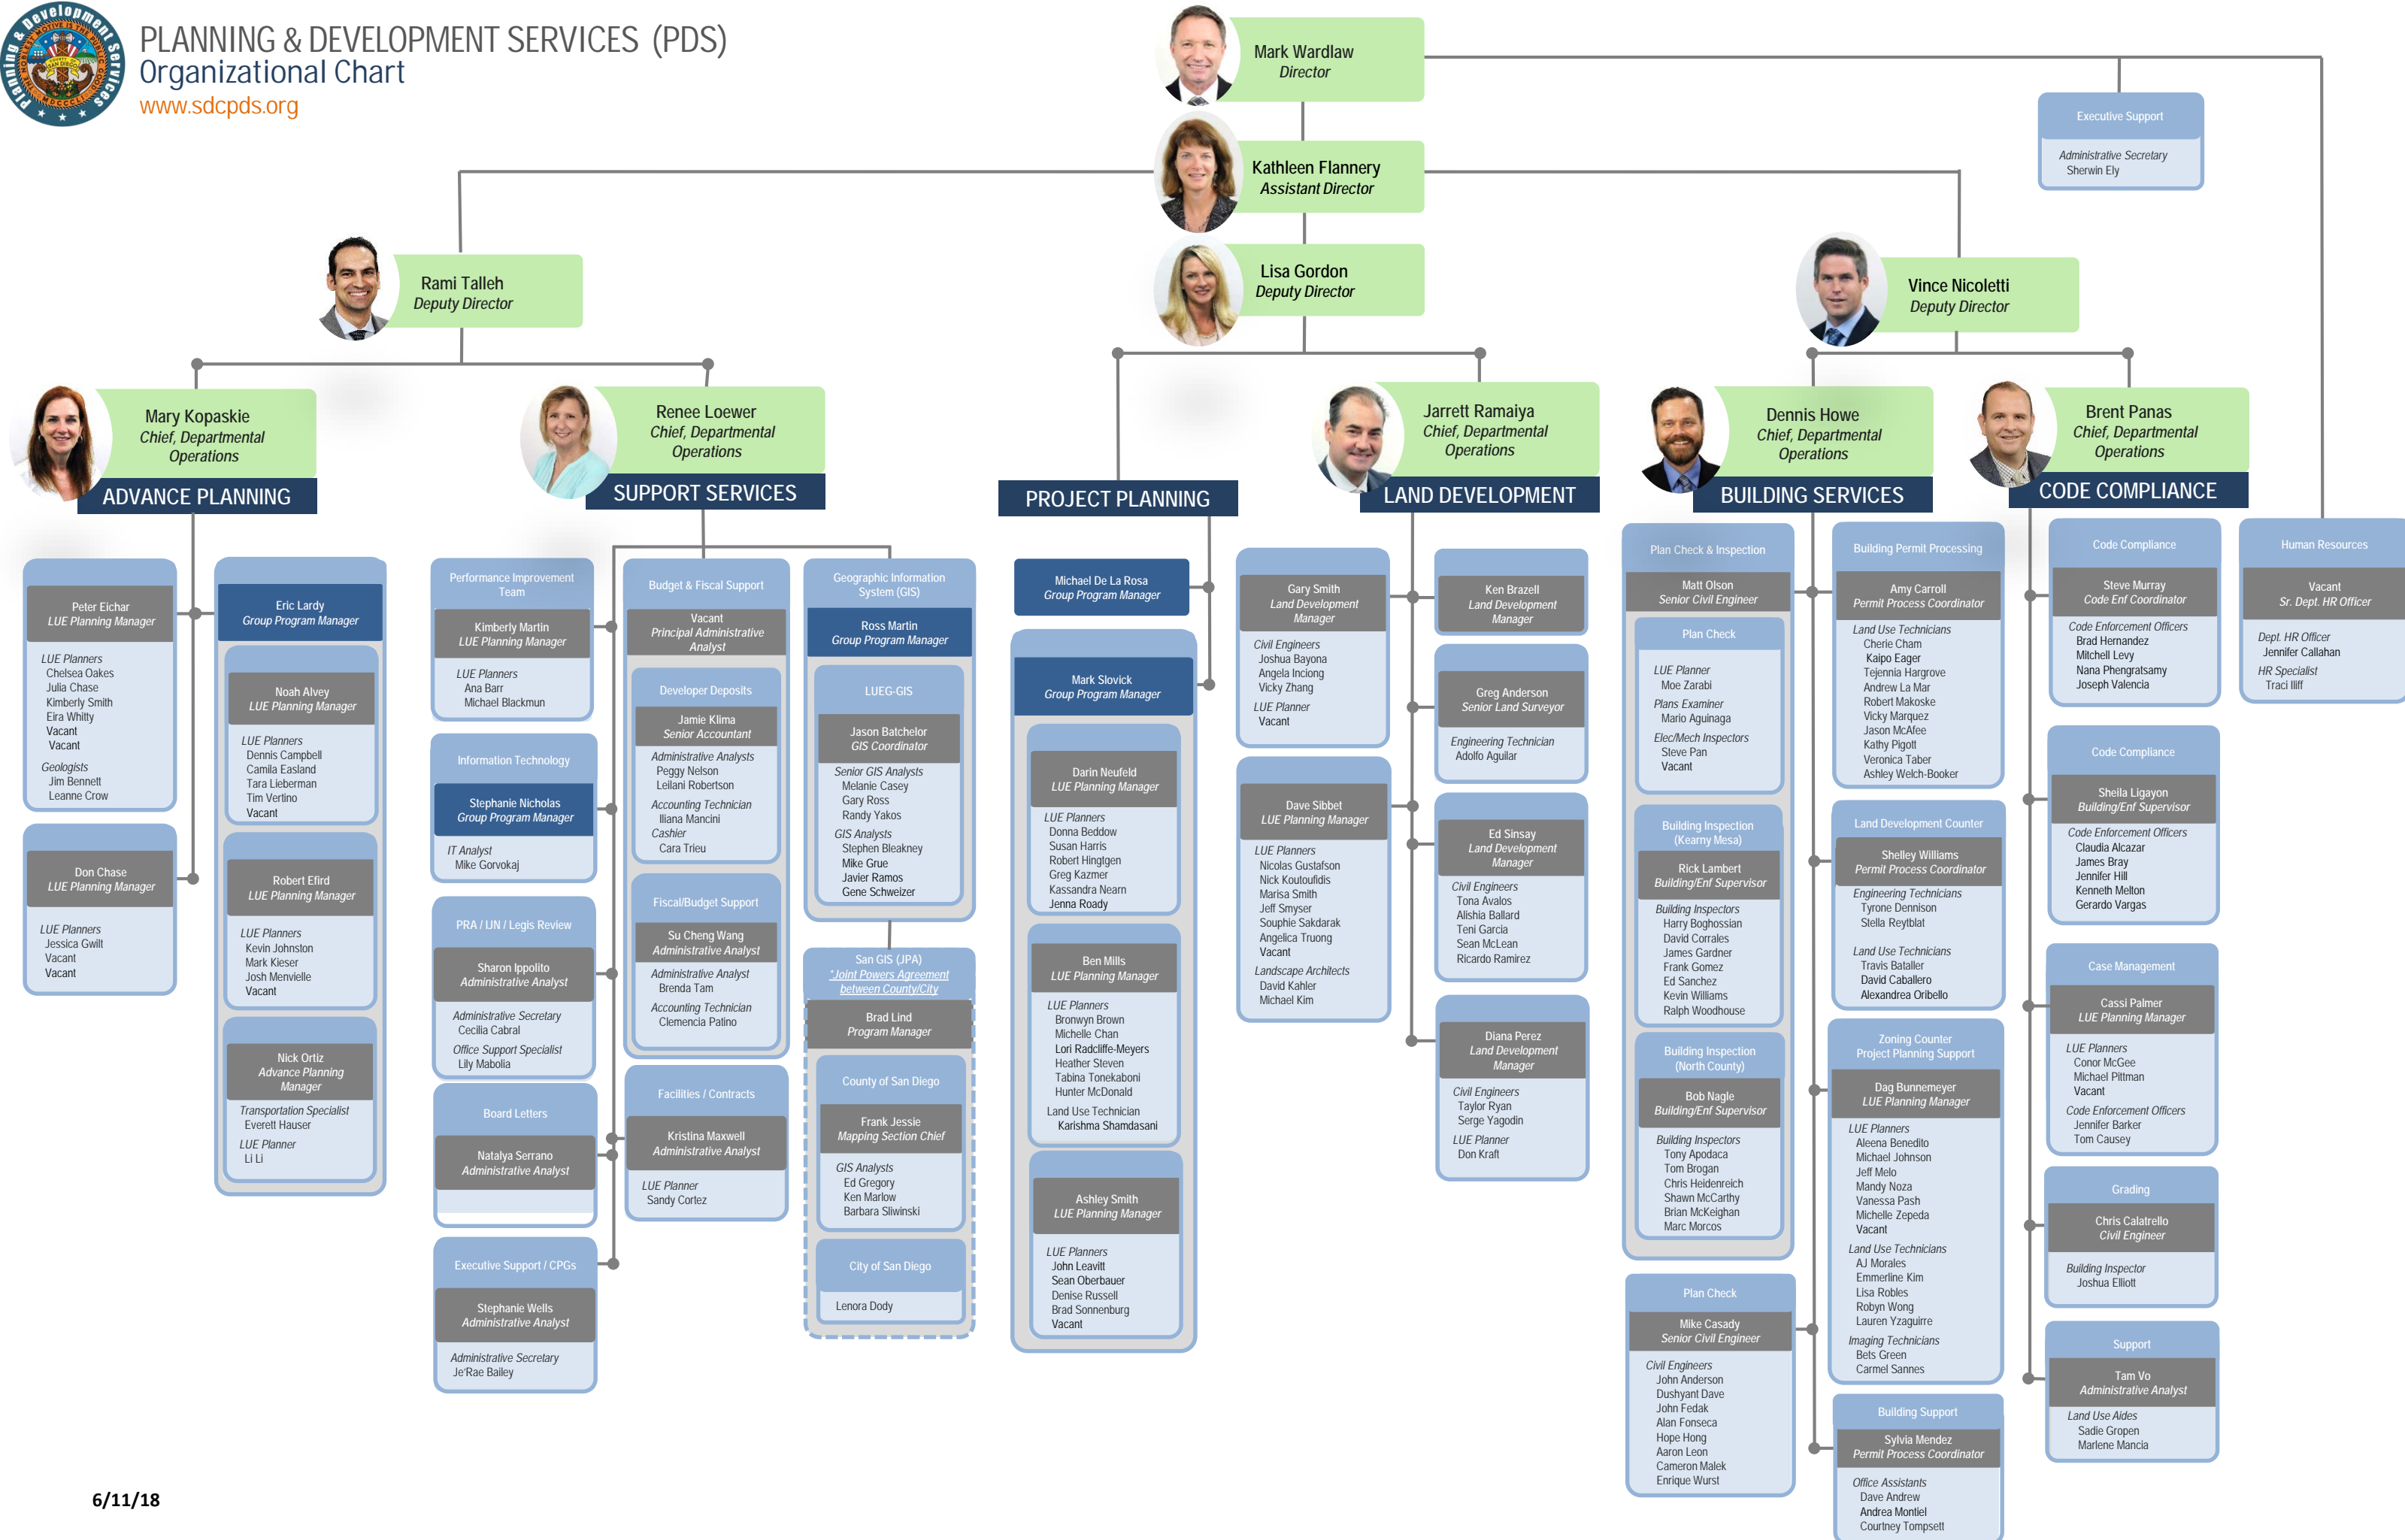 Planning & Development Services
PLANNING & DEVELOPMENT SERVICES (PDS)
Organizational Chart
www.sdcpds.org
Mark Wardlaw
Director
Executive Support
Administrative Secretary
Sherwin Ely
Kathleen Flannery
Assistant Director
Rami Talleh
Deputy Director
Lisa Gordon
Deputy Director
Vince Nicoletti
Deputy Director
Mary Kopaskie
Chief, Departmental
Operations
ADVANCE PLANNING
Peter Eichar
LUE Planning Manager
LUE Planners
Chelsea Oakes
Julia Chase
Kimberly Smith
Eira Whitty
Vacant
Vacant
Geologists
Jim Bennett
Leanne Crow
Don Chase
LUE Planning Manager
LUE Planners
Jessica Gwilt
Vacant
Vacant
Eric Lardy
Group Program Manager
Noah Alvey
LUE Planning Manager
LUE Planners
Dennis Campbell
Camila Easland
Tara Lieberman
Tim Vertino
Vacant
Robert Efird
LUE Planning Manager
LUE Planners
Kevin Johnston
Mark Kieser
Josh Menvielle
Vacant
Nick Ortiz
Advance Planning
Manager
Transportation Specialist
Everett Hauser
LUE Planner
Li Li
Renee Loewer
Chief, Departmental
Operations
SUPPORT SERVICES
Performance Improvement
Team
Kimberly Martin
LUE Planning Manager
LUE Planners
Ana Barr
Michael Blackmun
Information Technology
Stephanie Nicholas
Group Program Manager
IT Analyst
Mike Gorvokaj
PRA / IJN / Legis Review
Sharon Ippolito
Administrative Analyst
Administrative Secretary
Cecilia Cabral
Office Support Specialist
Lily Mabolia
Board Letters
Natalya Serrano
Administrative Analyst
Executive Support / CPGs
Stephanie Wells
Administrative Analyst
Administrative Secretary
Je'Rae Bailey
Budget & Fiscal Support
Vacant
Principal Administrative
Analyst
Developer Deposits
Jamie Klima
Senior Accountant
Administrative Analysts
Peggy Nelson
Leilani Robertson
Accounting Technician
Iliana Mancini
Cashier
Cara Trieu
Fiscal/Budget Support
Su Cheng Wang
Administrative Analyst
Administrative Analyst
Brenda Tam
Accounting Technician
Clemencia Patino
Facilities / Contracts
Kristina Maxwell
Administrative Analyst
LUE Planner
Sandy Cortez
Geographic Information
System (GIS)
Ross Martin
Group Program Manager
LUEG-GIS
Jason Batchelor
GIS Coordinator
Senior GIS Analysts
Melanie Casey
Gary Ross
Randy Yakos
GIS Analysts
Stephen Bleakney
Mike Grue
Javier Ramos
Gene Schweizer
San GIS (JPA)
*Joint Powers Agreement
between County/City
Brad Lind
Program Manager
County of San Diego
Frank Jessie
Mapping Section Chief
GIS Analysts
Ed Gregory
Ken Marlow
Barbara Sliwinski
City of San Diego
Lenora Dody
PROJECT PLANNING
Michael De La Rosa
Group Program Manager
Mark Slovick
Group Program Manager
Darin Neufeld
LUE Planning Manager
LUE Planners
Donna Beddow
Susan Harris
Robert Hingtgen
Greg Kazmer
Kassandra Nearn
Jenna Roady
Ben Mills
LUE Planning Manager
LUE Planners
Bronwyn Brown
Michelle Chan
Lori Radcliffe-Meyers
Heather Steven
Tabina Tonekaboni
Hunter McDonald
Land Use Technician
Karishma Shamdasani
Ashley Smith
LUE Planning Manager
LUE Planners
John Leavitt
Sean Oberbauer
Denise Russell
Brad Sonnenburg
Vacant
Jarrett Ramaiya
Chief, Departmental
Operations
LAND DEVELOPMENT
Gary Smith
Land Development
Manager
Civil Engineers
Joshua Bayona
Angela Inciong
Vicky Zhang
LUE Planner
Vacant
Dave Sibbet
LUE Planning Manager
LUE Planners
Nicolas Gustafson
Nick Koutoufidis
Marisa Smith
Jeff Smyser
Souphie Sakdarak
Angelica Truong
Vacant
Landscape Architects
David Kahler
Michael Kim
Ken Brazell
Land Development
Manager
Greg Anderson
Senior Land Surveyor
Engineering Technician
Adolfo Aguilar
Ed Sinsay
Land Development
Manager
Civil Engineers
Tona Avalos
Alishia Ballard
Teni Garcia
Sean McLean
Ricardo Ramirez
Diana Perez
Land Development
Manager
Civil Engineers
Taylor Ryan
Serge Yagodin
LUE Planner
Don Kraft
Dennis Howe
Chief, Departmental
Operations
BUILDING SERVICES
Plan Check & Inspection
Matt Olson
Senior Civil Engineer
Plan Check
LUE Planner
Moe Zarabi
Plans Examiner
Mario Aguinaga
Elec/Mech Inspectors
Steve Pan
Vacant
Building Inspection
(Kearny Mesa)
Rick Lambert
Building/Enf Supervisor
Building Inspectors
Harry Boghossian
David Corrales
James Gardner
Frank Gomez
Ed Sanchez
Kevin Williams
Ralph Woodhouse
Building Inspection
(North County)
Bob Nagle
Building/Enf Supervisor
Building Inspectors
Tony Apodaca
Tom Brogan
Chris Heidenreich
Shawn McCarthy
Brian McKeighan
Marc Morcos
Plan Check
Mike Casady
Senior Civil Engineer
Civil Engineers
John Anderson
Dushyant Dave
John Fedak
Alan Fonseca
Hope Hong
Aaron Leon
Cameron Malek
Enrique Wurst
Building Permit Processing
Amy Carroll
Permit Process Coordinator
Land Use Technicians
Cherie Cham
Kaipo Eager
Tejennia Hargrove
Andrew La Mar
Robert Makoske
Vicky Marquez
Jason McAfee
Kathy Pigott
Veronica Taber
Ashley Welch-Booker
Land Development Counter
Shelley Williams
Permit Process Coordinator
Engineering Technicians
Tyrone Dennison
Stella Reytblat
Land Use Technicians
Travis Bataller
David Caballero
Alexandrea Oribello
Zoning Counter
Project Planning Support
Dag Bunnemeyer
LUE Planning Manager
LUE Planners
Aleena Benedito
Michael Johnson
Jeff Melo
Mandy Noza
Vanessa Pash
Michelle Zepeda
Vacant
Land Use Technicians
AJ Morales
Emmerline Kim
Lisa Robles
Robyn Wong
Lauren Yzaguirre
Imaging Technicians
Bets Green
Carmel Sannes
Building Support
Sylvia Mendez
Permit Process Coordinator
Office Assistants
Dave Andrew
Andrea Montiel
Courtney Tompsett
Brent Panas
Chief, Departmental
Operations
CODE COMPLIANCE
Code Compliance
Steve Murray
Code Enf Coordinator
Code Enforcement Officers
Brad Hernandez
Mitchell Levy
Nana Phengratsamy
Joseph Valencia
Code Compliance
Sheila Ligayon
Building/Enf Supervisor
Code Enforcement Officers
Claudia Alcazar
James Bray
Jennifer Hill
Kenneth Melton
Gerardo Vargas
Case Management
Cassi Palmer
LUE Planning Manager
LUE Planners
Conor McGee
Michael Pittman
Vacant
Code Enforcement Officers
Jennifer Barker
Tom Causey
Grading
Chris Calatrello
Civil Engineer
Building Inspector
Joshua Elliott
Support
Tam Vo
Administrative Analyst
Land Use Aides
Sadie Gropen
Marlene Mancia
Human Resources
Vacant
Sr. Dept. HR Officer
Dept. HR Officer
Jennifer Callahan
HR Specialist
Traci Iliff
6/11/18